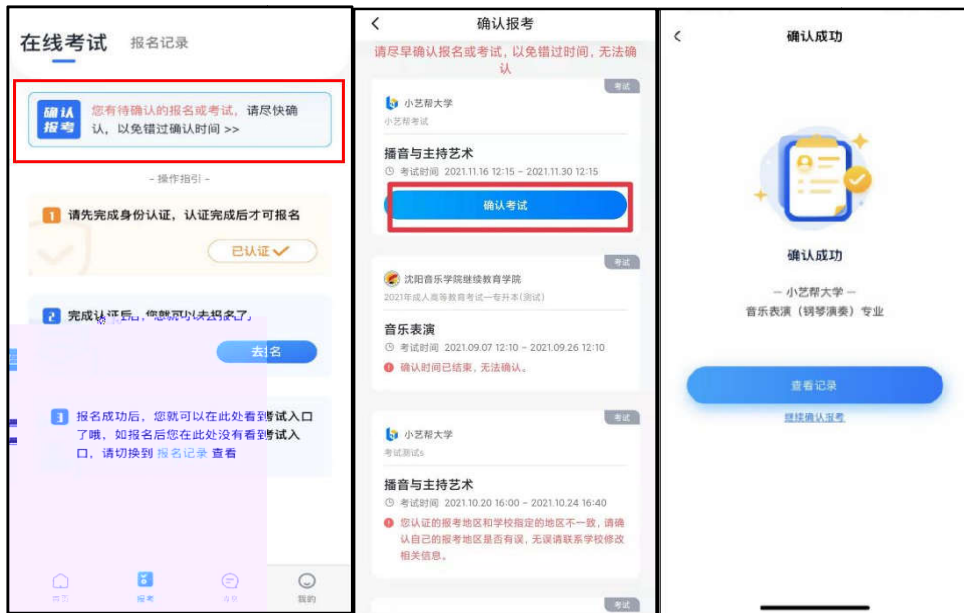 在线考试 报名记录
确认
报考
您有待确认的报名或考试，请尽快确
认，以免错过确认时间 >>
- 操作指引 -
1 请先完成身份认证，认证完成后才可报名
已认证
2 完成认证后，您就可以去报名了。
去报名
3 报名成功后，您就可以在此处看到考试入口
了哦，如报名后您在此处没有看到考试入
口，请切换到 报名记录 查看
首页 报考 消息 我的
确认报考
请尽早确认报名或考试，以免错过时间，无法确
认
考试
小艺帮大学
小艺帮考试
播音与主持艺术
考试时间 2021.11.16 12:15 - 2021.11.30 12:15
确认考试
考试
沈阳音乐学院继续教育学院
2021年成人高等教育考试—专升本(测试)
音乐表演
考试时间 2021.09.07 12:10 - 2021.09.26 12:10
确认时间已结束，无法确认。
考试
小艺帮大学
考试测试s
播音与主持艺术
考试时间 2021.10.20 16:00 - 2021.10.24 16:40
您认证的报考地区和学校指定的地区不一致，请确
认自己的报考地区是否有误，无误请联系学校修改
相关信息。
考试
确认成功
确认成功
— 小艺帮大学 —
音乐表演（钢琴演奏）专业
查看记录
继续确认报考